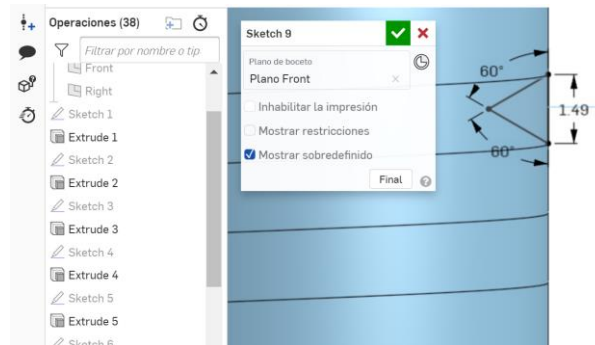 Operaciones (38)
Filtrar por nombre o tip
Front
Right
Sketch 1
Extrude 1
Sketch 2
Extrude 2
Sketch 3
Extrude 3
Sketch 4
Extrude 4
Sketch 5
Extrude 5
Sketch 6
Sketch 9
Plano de boceto
Plano Front
Inhabilitar la impresión
Mostrar restricciones
Mostrar sobredefinido
Final
60°
1.49
60°